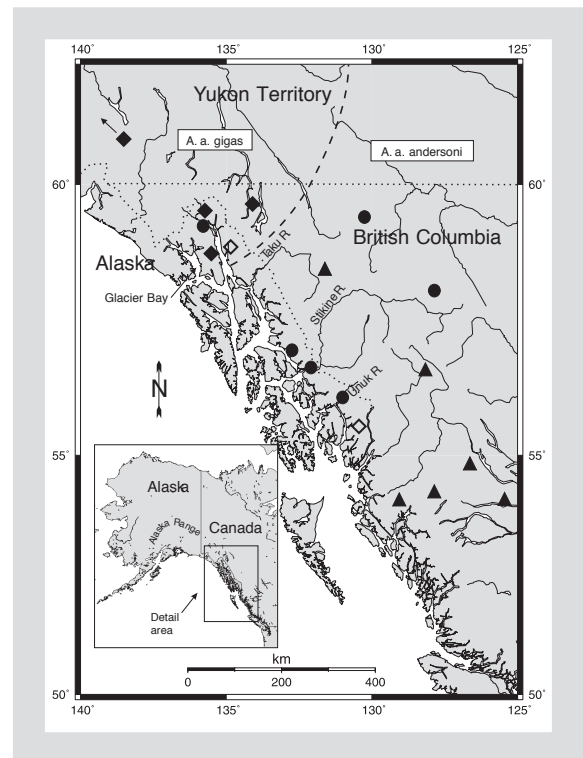 140° 135° 130° 125°
Yukon Territory
A. a. gigas
A. a. andersoni
60° 60°
British Columbia
Taku R
Alaska
Stikine R
Glacier Bay
Unuk R
N
55° 55°
Alaska
Canada
Alaska Range
Detail
area
km
0 200 400
50° 50°
140° 135° 130° 125°